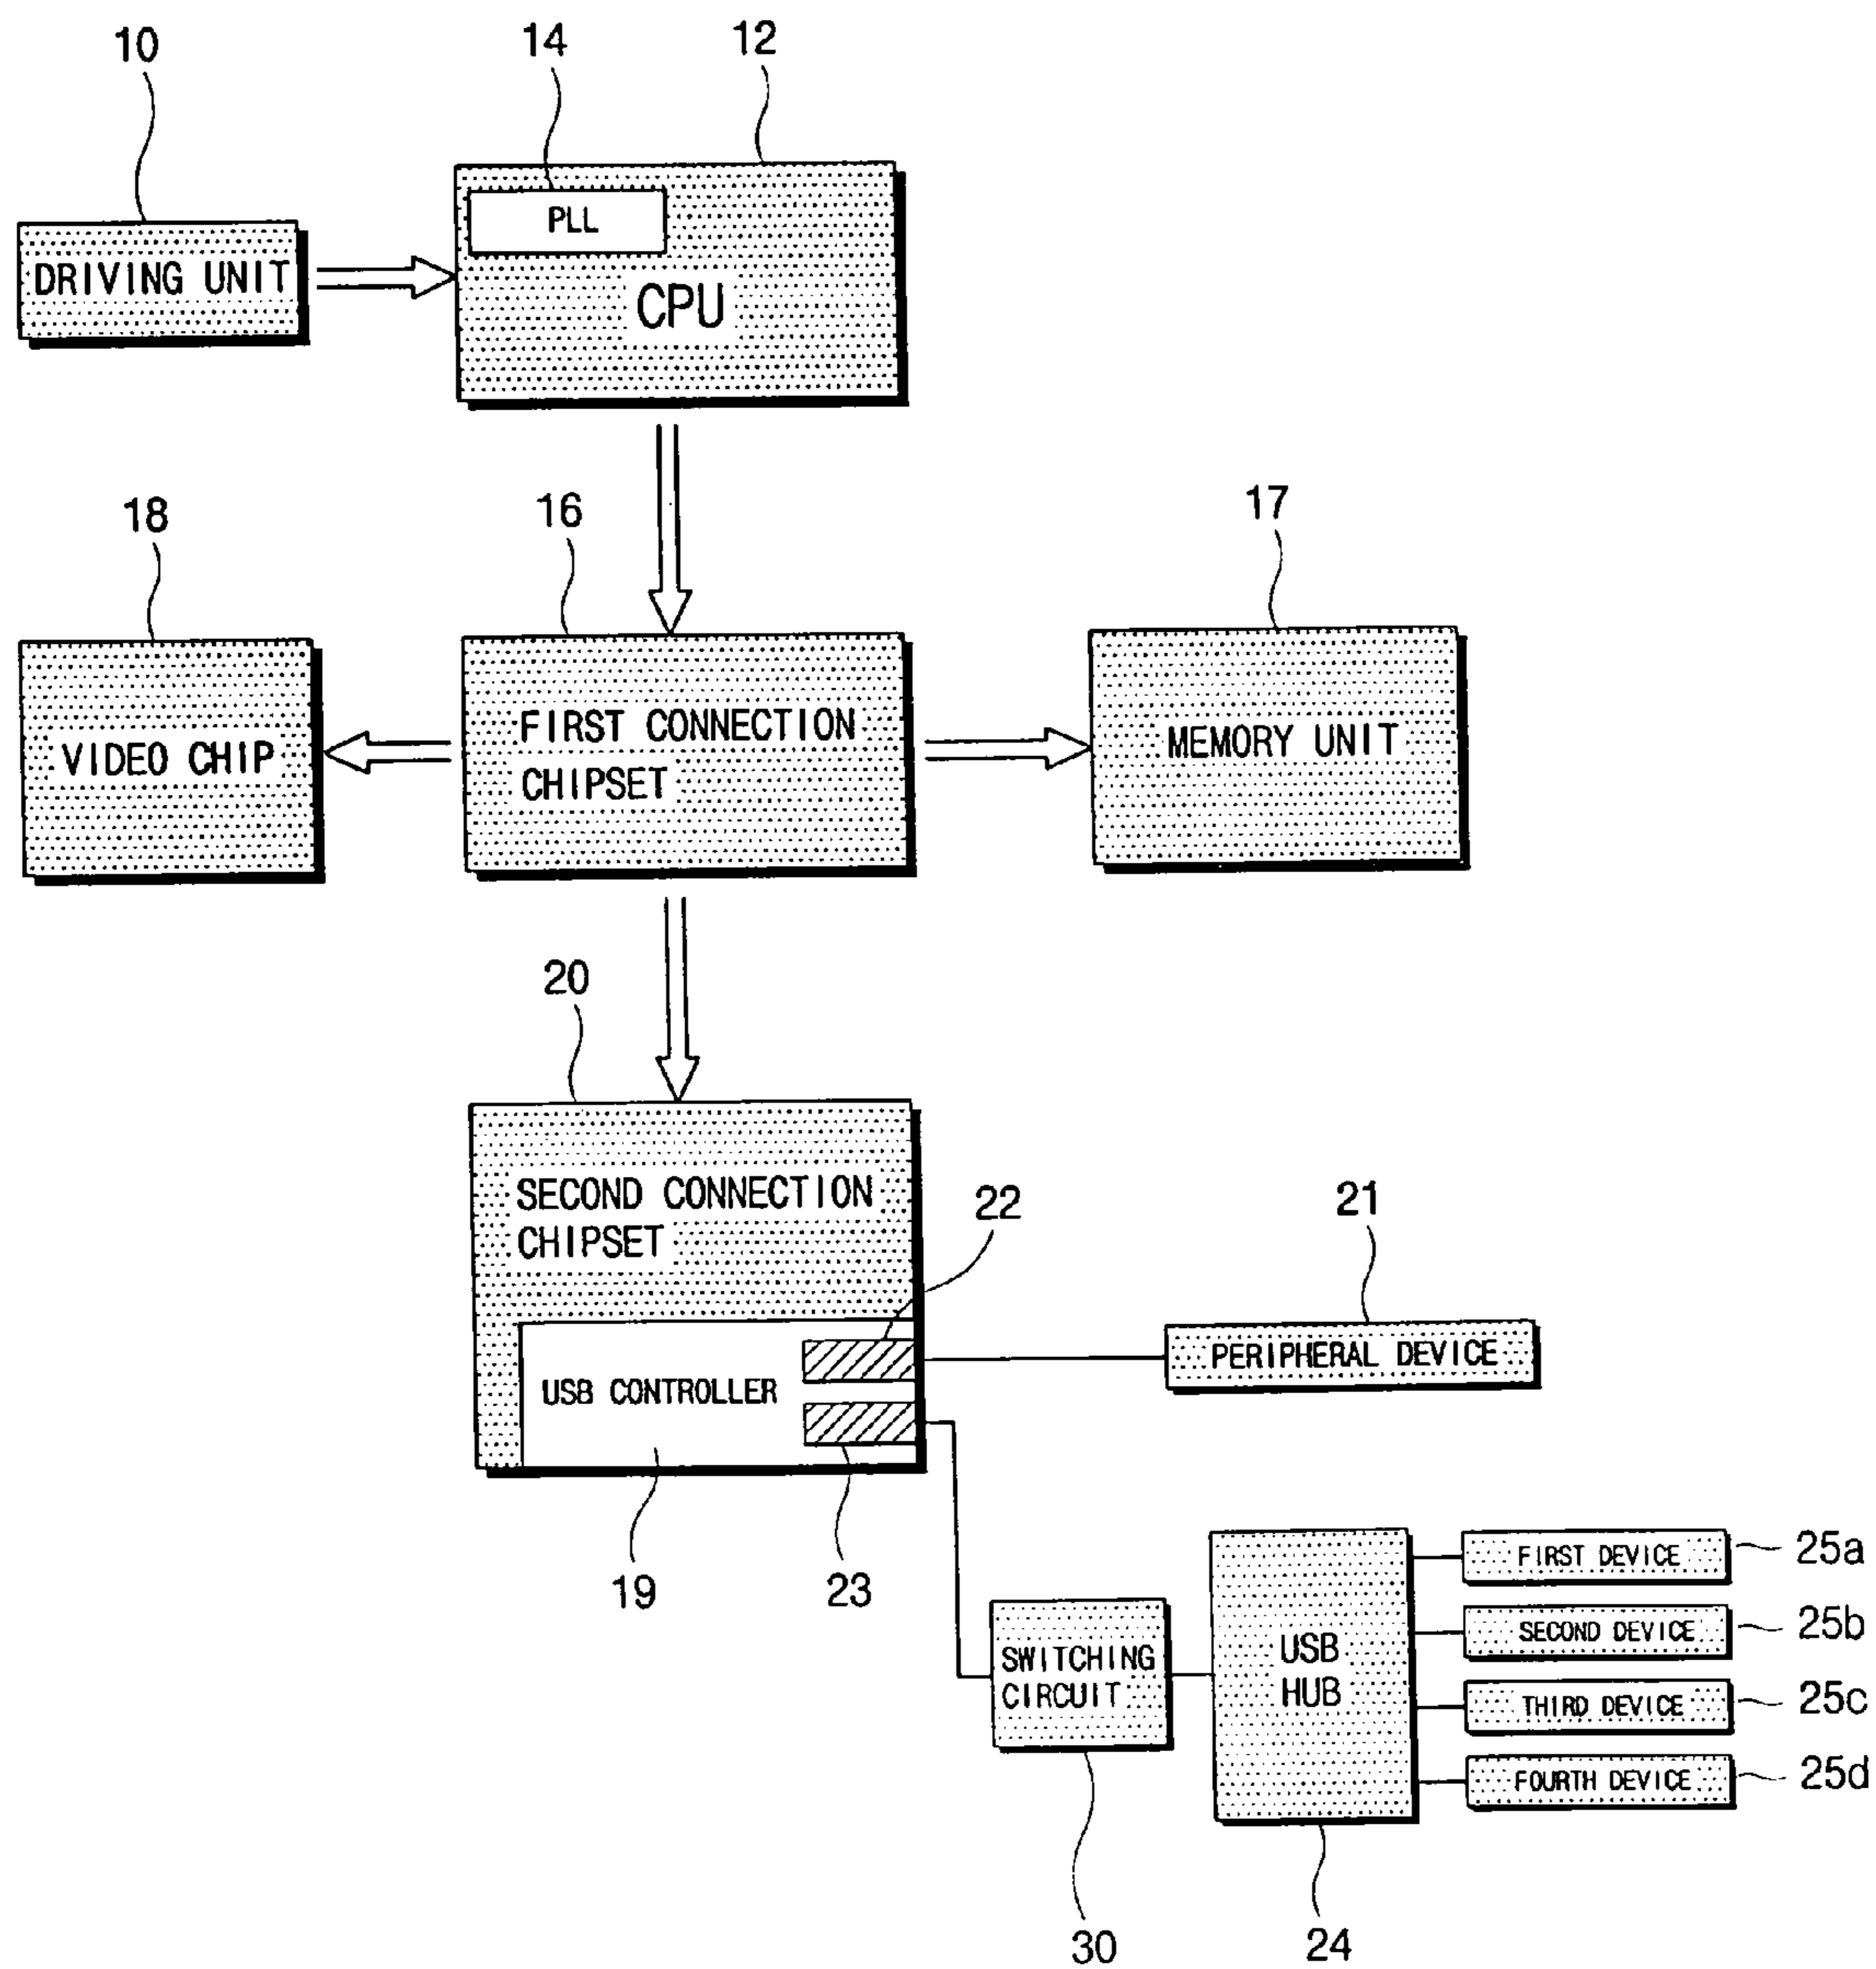 10
14
12
PLL
DRIVING UNIT
CPU
18
16
17
VIDEO CHIP
FIRST CONNECTION
CHIPSET
MEMORY UNIT
20
SECOND CONNECTION
CHIPSET
22
21
USB CONTROLLER
PERIPHERAL DEVICE
19
23
SWITCHING
CIRCUIT
USB
HUB
FIRST DEVICE
25a
SECOND DEVICE
25b
THIRD DEVICE
25c
FOURTH DEVICE
25d
30
24